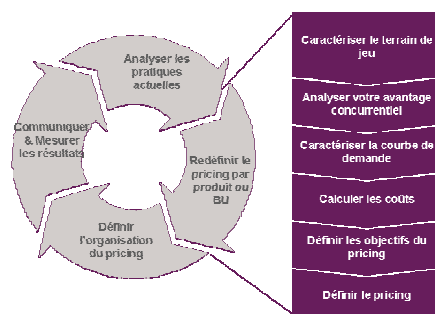 Analyser les
pratiques
actuelles
Communiquer
& Mesurer
les résultats
Redéfinir le
pricing par
produit ou
BU
Définir
l'organisation
du pricing
Caractériser le terrain de
jeu
Analyser votre avantage
concurrentiel
Caractériser la courbe de
demande
Calculer les coûts
Définir les objectifs du
pricing
Définir le pricing